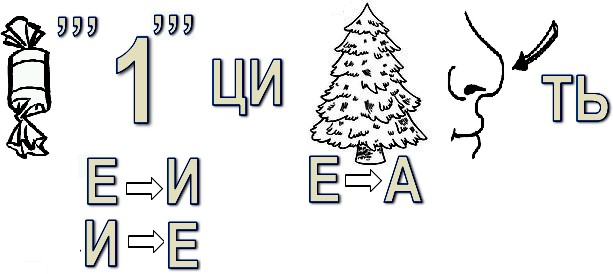 ,,, 1 ,,, ЦИ ТЬ
Е ⇨ И Е ⇨ А
И ⇨ Е